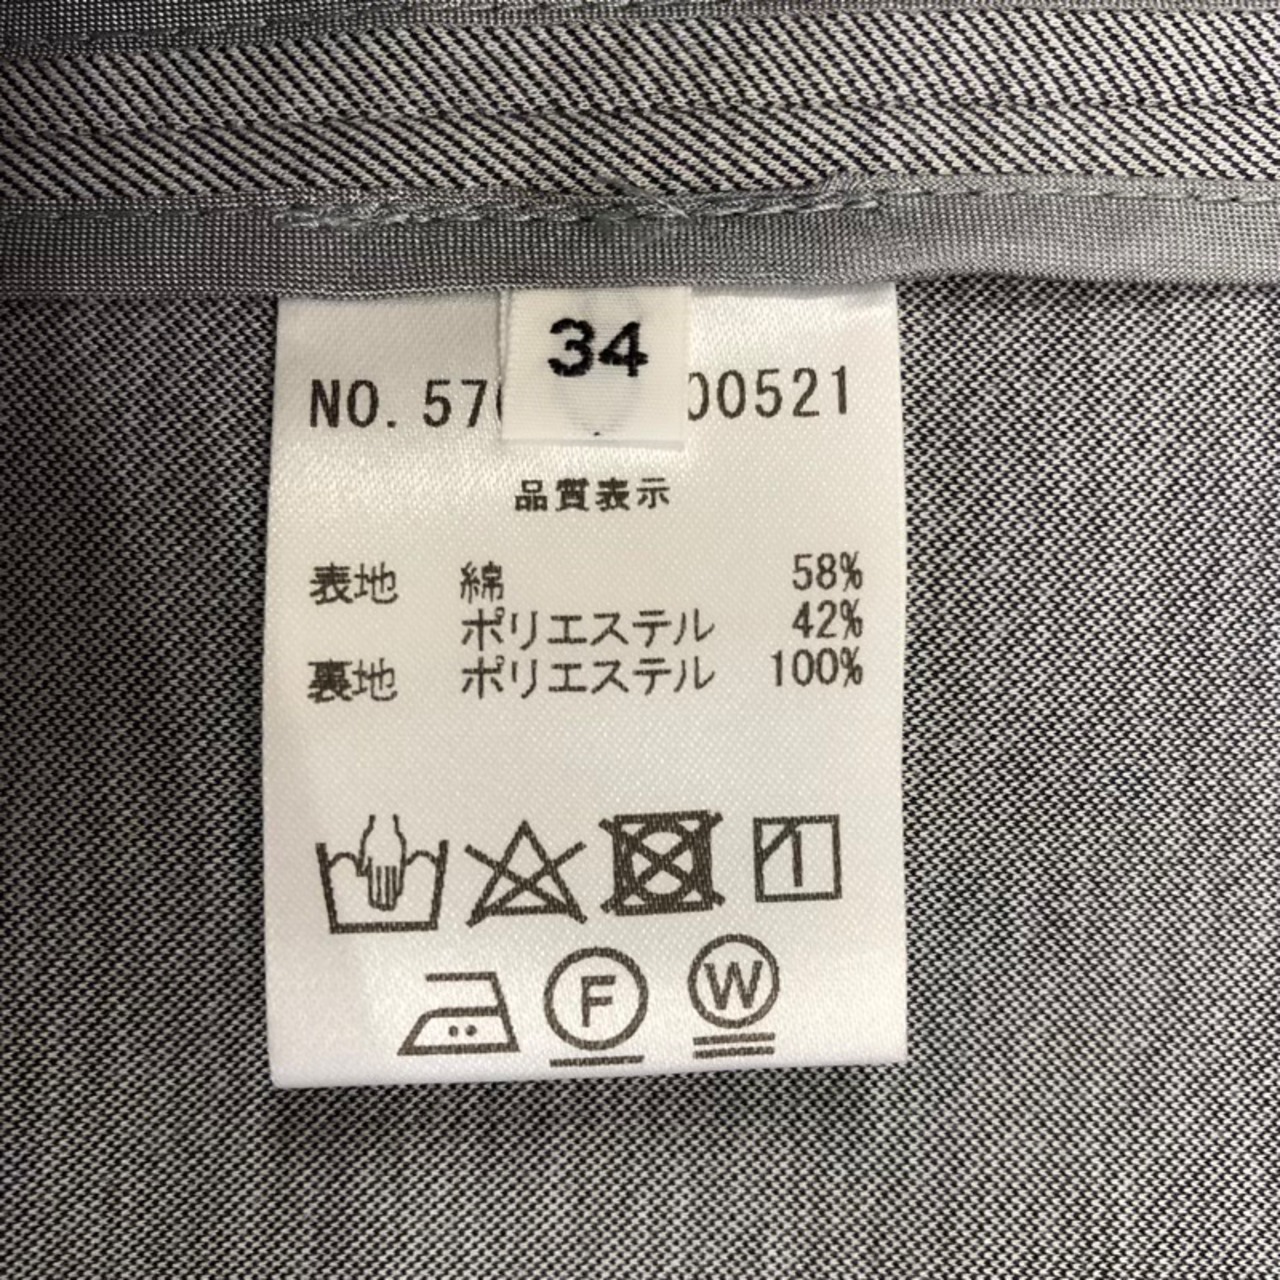 34
NO. 57 00521
品質表示
表地 綿 58%
ポリエステル 42%
裏地 ポリエステル 100%
F W